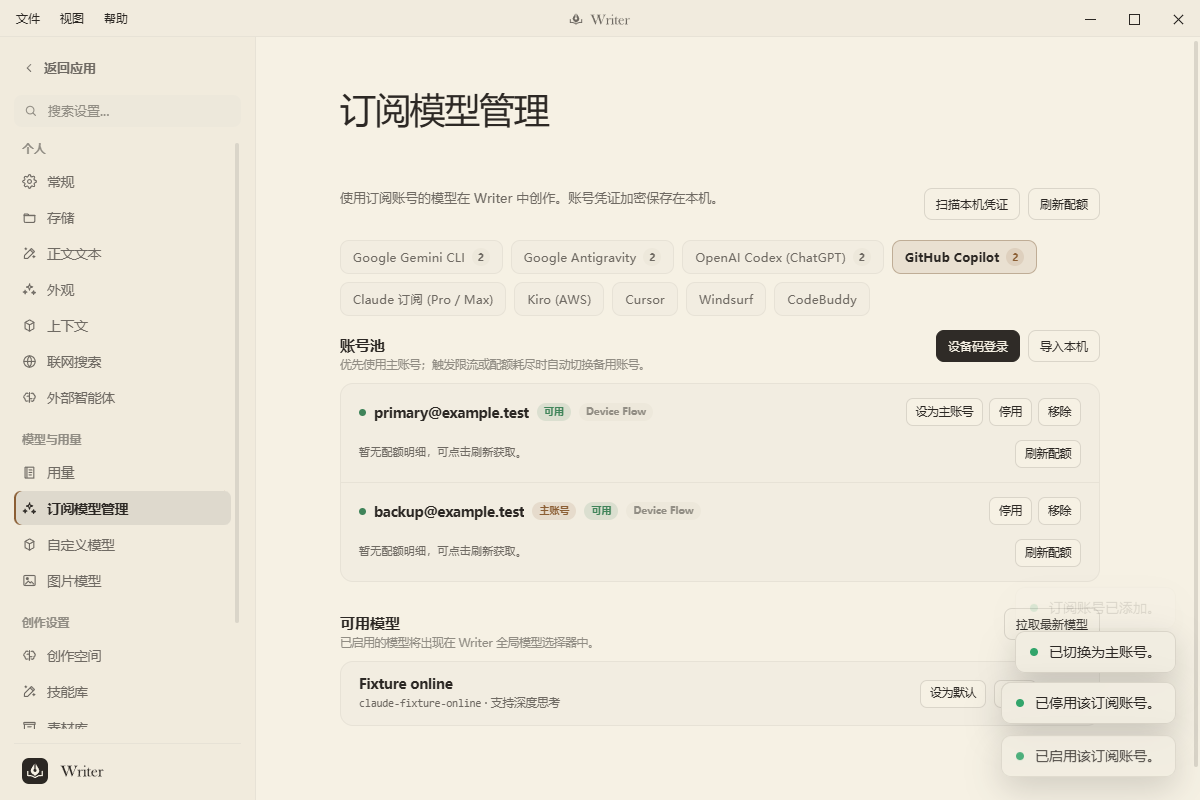 文件 视图 帮助
Writer
返回应用
搜索设置...
个人
常规
存储
正文文本
外观
上下文
联网搜索
外部智能体
模型与用量
用量
订阅模型管理
自定义模型
图片模型
创作设置
创作空间
技能库
素材库
Writer
订阅模型管理
使用订阅账号的模型在 Writer 中创作。账号凭证加密保存在本机。
扫描本机凭证 刷新配额
Google Gemini CLI 2 Google Antigravity 2 OpenAI Codex (ChatGPT) 2 GitHub Copilot 2
Claude 订阅 (Pro / Max) Kiro (AWS) Cursor Windsurf CodeBuddy
账号池
优先使用主账号；触发限流或配额耗尽时自动切换备用账号。
设备码登录 导入本机
primary@example.test 可用 Device Flow 设为主账号 停用 移除
暂无配额明细，可点击刷新获取。 刷新配额
backup@example.test 主账号 可用 Device Flow 停用 移除
暂无配额明细，可点击刷新获取。 刷新配额
订阅账号已添加。
可用模型
已启用的模型将出现在 Writer 全局模型选择器中。
拉取最新模型
已切换为主账号。
Fixture online
claude-fixture-online · 支持深度思考
设为默认
已停用该订阅账号。
已启用该订阅账号。